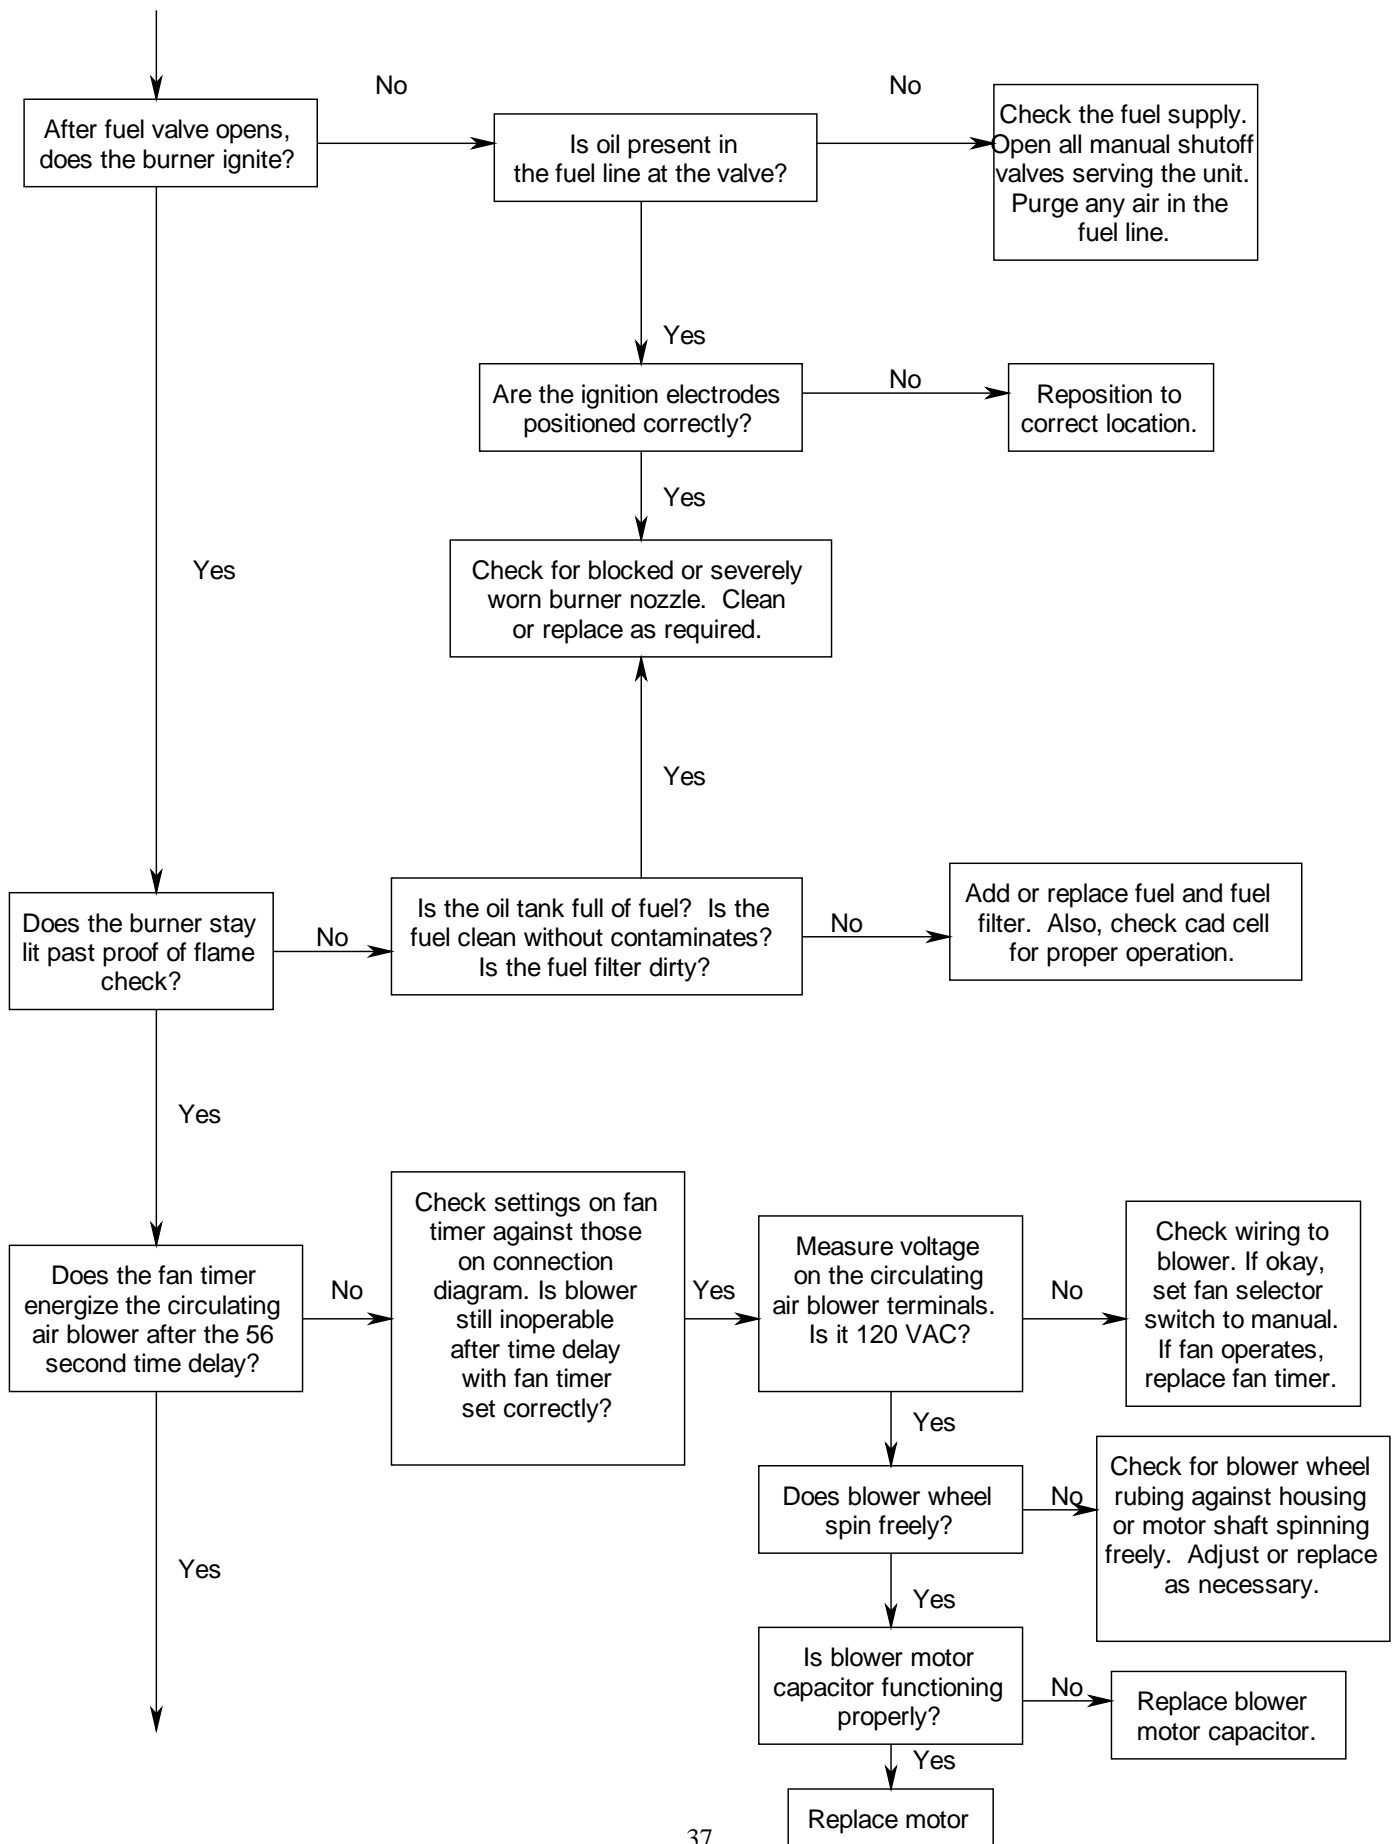 No
No
After fuel valve opens,
does the burner ignite?
Is oil present in
the fuel line at the valve?
Check the fuel supply.
Open all manual shutoff
valves serving the unit.
Purge any air in the
fuel line.
Yes
Are the ignition electrodes
positioned correctly?
No
Reposition to
correct location.
Yes
Yes
Check for blocked or severely
worn burner nozzle.  Clean
or replace as required.
Yes
Does the burner stay
lit past proof of flame
check?
No
Is the oil tank full of fuel?  Is the
fuel clean without contaminates?
Is the fuel filter dirty?
No
Add or replace fuel and fuel
filter.  Also, check cad cell
for proper operation.
Yes
Does the fan timer
energize the circulating
air blower after the 56
second time delay?
No
Check settings on fan
timer against those
on connection
diagram. Is blower
still inoperable
after time delay
with fan timer
set correctly?
Yes
Measure voltage
on the circulating
air blower terminals.
Is it 120 VAC?
No
Check wiring to
blower. If okay,
set fan selector
switch to manual.
If fan operates,
replace fan timer.
Yes
Does blower wheel
spin freely?
No
Check for blower wheel
rubing against housing
or motor shaft spinning
freely.  Adjust or replace
as necessary.
Yes
Yes
Is blower motor
capacitor functioning
properly?
No
Replace blower
motor capacitor.
Yes
Replace motor
37